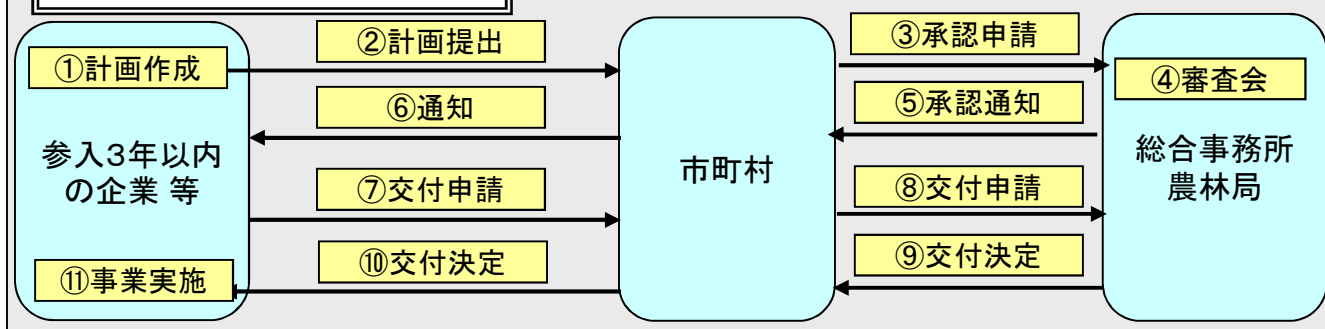 ①計画作成
②計画提出
③承認申請
④審査会
⑤承認通知
⑥通知
参入3年以内
の企業 等
市町村
総合事務所
農林局
⑦交付申請
⑧交付申請
⑨交付決定
⑩交付決定
⑪事業実施